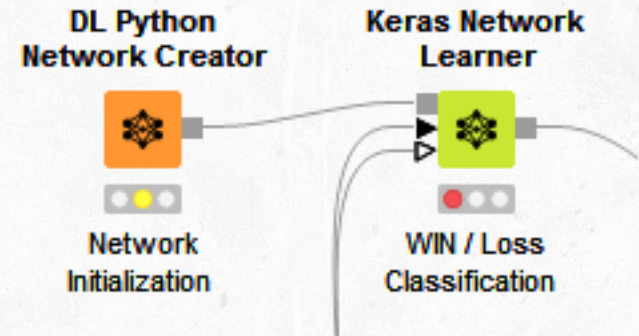 DL Python
Network Creator
Keras Network
Learner
Network
Initialization
WIN / Loss
Classification